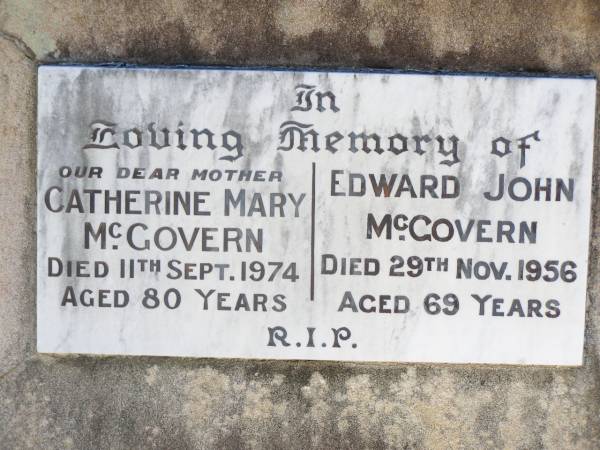 In
Loving Memory of
OUR DEAR MOTHER
CATHERINE MARY
McGOVERN
DIED 11TH SEPT. 1974
AGED 80 YEARS
EDWARD JOHN
McGOVERN
DIED 29TH NOV. 1956
AGED 69 YEARS
R.I.P.